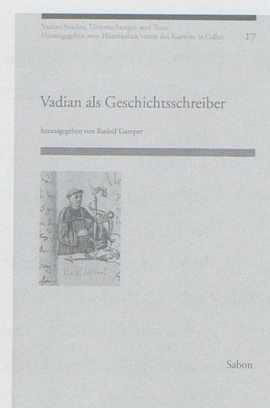 Vadian-Studien. Untersuchungen und Texte
Herausgegeben vom Historischen Verein des Kantons St.Gallen
17
Vadian als Geschichtsschreiber
herausgegeben von Rudolf Gamper
Sabon